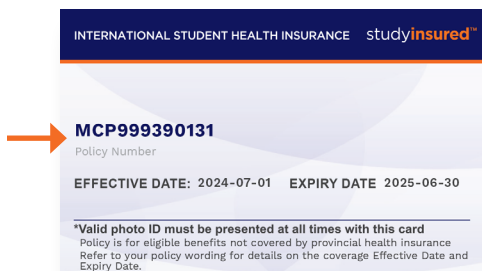 INTERNATIONAL STUDENT HEALTH INSURANCE studyinsured™
MCP999390131
Policy Number
EFFECTIVE DATE: 2024-07-01 EXPIRY DATE 2025-06-30
*Valid photo ID must be presented at all times with this card
Policy is for eligible benefits not covered by provincial health insurance
Refer to your policy wording for details on the coverage Effective Date and
Expiry Date.